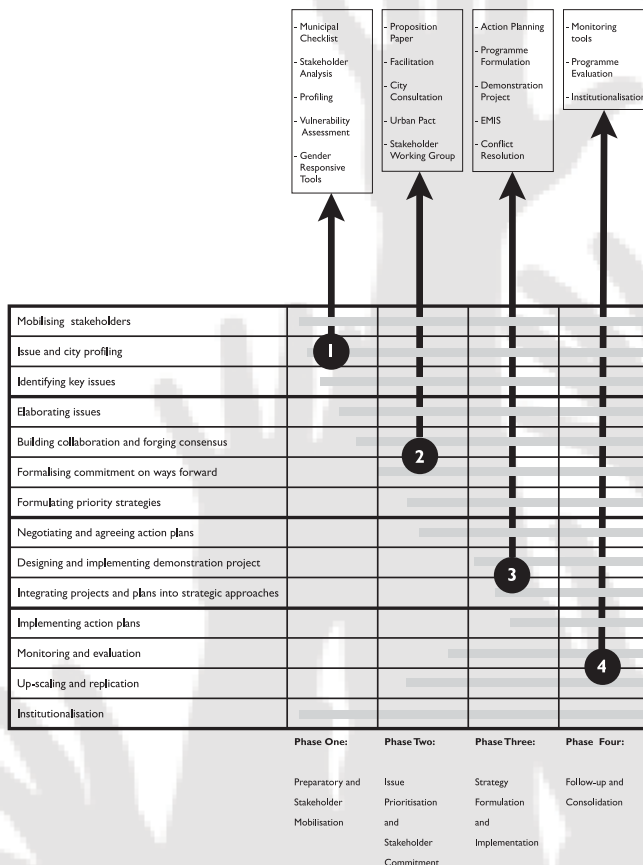 - Municipal
Checklist
- Stakeholder
Analysis
- Profiling
- Vulnerability
Assessment
- Gender
Responsive
Tools
- Proposition
Paper
- Facilitation
- City
Consultation
- Urban Pact
- Stakeholder
Working Group
- Action Planning
- Programme
Formulation
- Demonstration
Project
- EMIS
- Conflict
Resolution
- Monitoring
tools
- Programme
Evaluation
- Institutionalisation
Mobilising stakeholders
Issue and city profiling
1
Identifying key issues
Elaborating issues
Building collaboration and forging consensus
2
Formalising commitment on ways forward
Formulating priority strategies
Negotiating and agreeing action plans
Designing and implementing demonstration project
3
Integrating projects and plans into strategic approaches
Implementing action plans
Monitoring and evaluation
4
Up-scaling and replication
Institutionalisation
Phase One:
Preparatory and
Stakeholder
Mobilisation
Phase Two:
Issue
Prioritisation
and
Stakeholder
Commitment
Phase Three:
Strategy
Formulation
and
Implementation
Phase Four:
Follow-up and
Consolidation